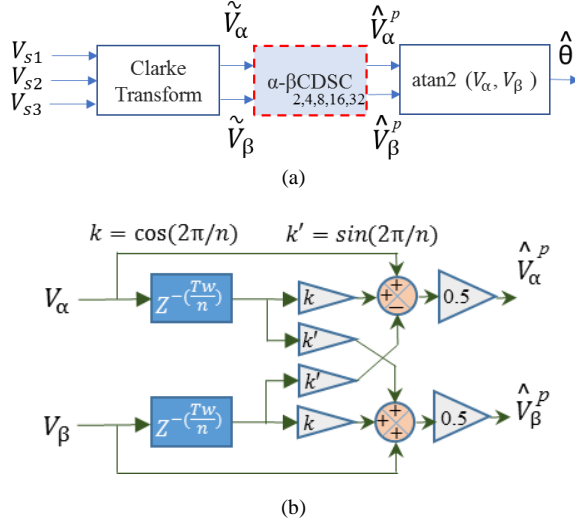 Ṽα V̂α^p θ̂
Vs1
Vs2
Vs3
Clarke
Transform
α-βCDSC
2,4,8,16,32
atan2 (Vα, Vβ )
Ṽβ V̂β^p
(a)
k = cos(2π/n) k′ = sin(2π/n)
V̂α^p
Vα Z^−(Tw/n) k + + − 0.5
k′
k′
V̂β^p
Vβ Z^−(Tw/n) k + + + 0.5
(b)